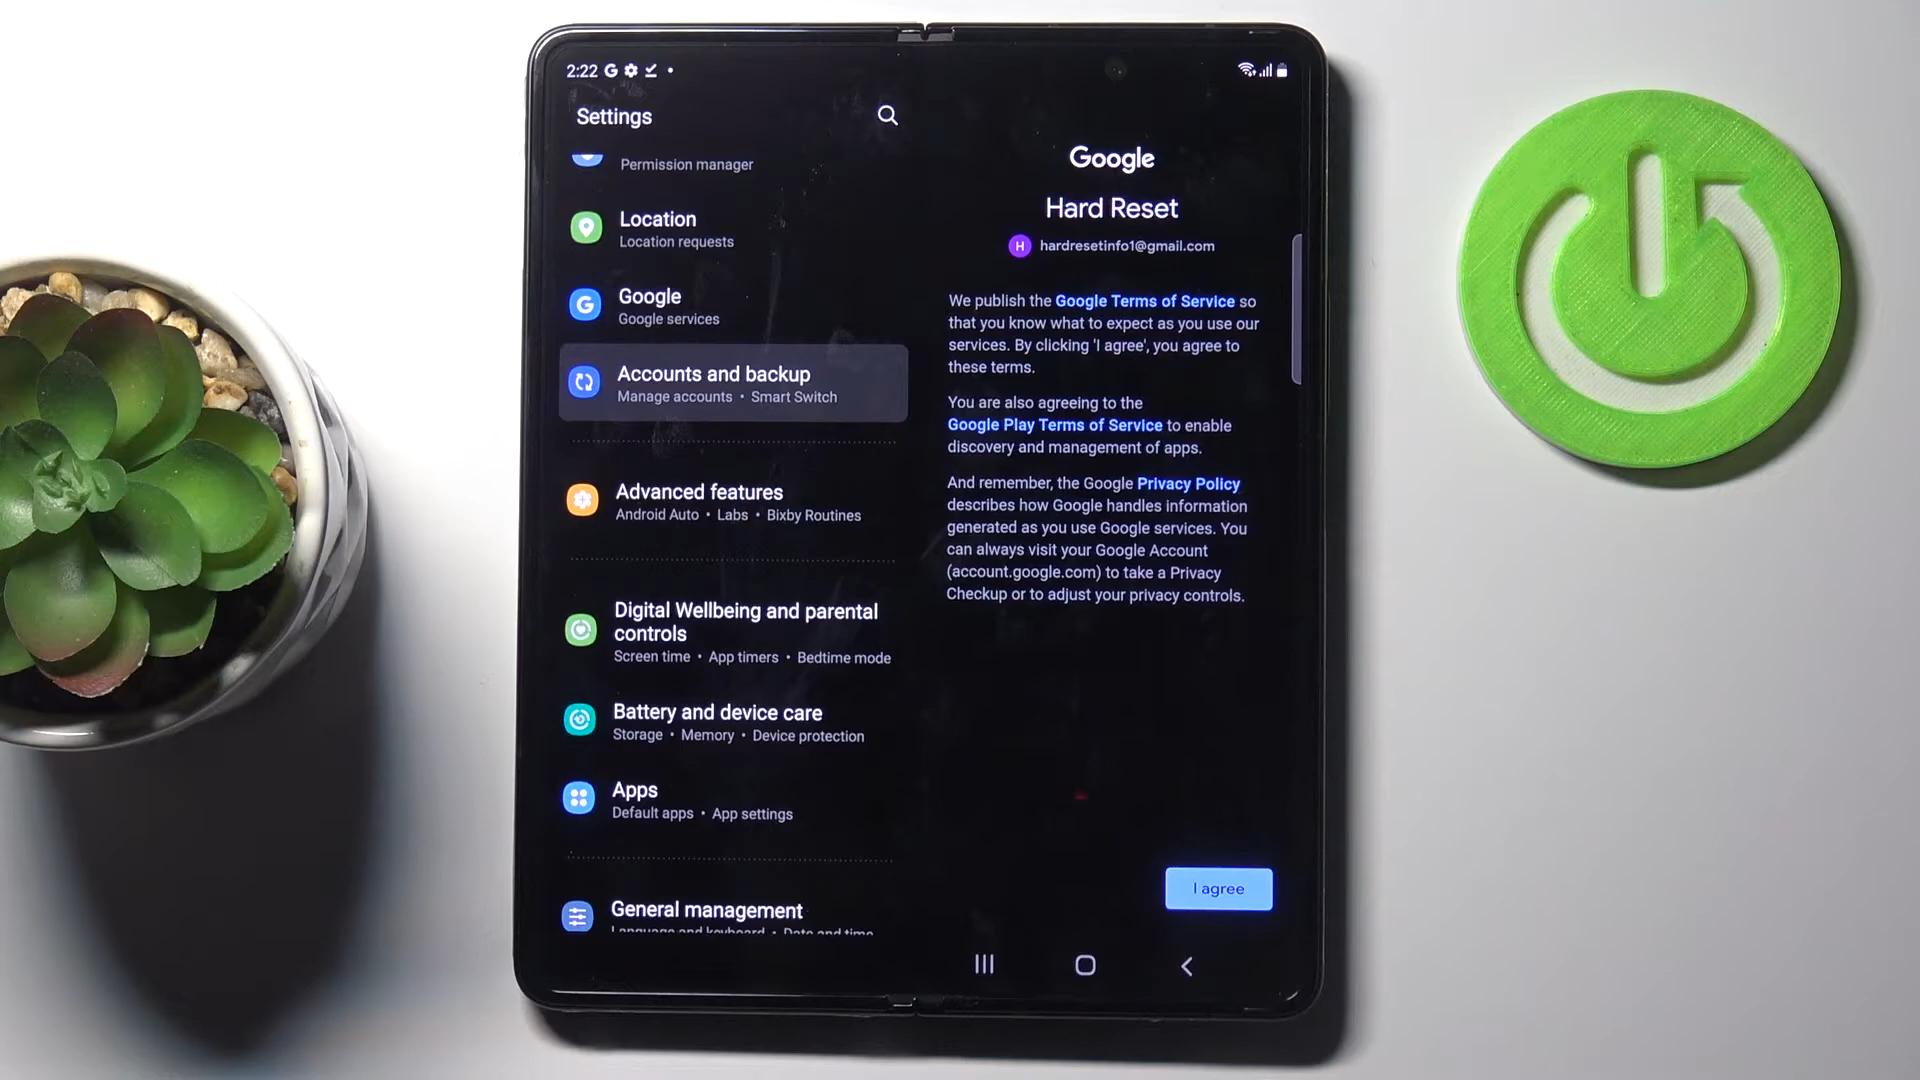 2:22
Settings
Permission manager
Location
Location requests
Google
Google services
Accounts and backup
Manage accounts • Smart Switch
Advanced features
Android Auto • Labs • Bixby Routines
Digital Wellbeing and parental
controls
Screen time • App timers • Bedtime mode
Battery and device care
Storage • Memory • Device protection
Apps
Default apps • App settings
General management
Language and keyboard • Date and time
Google
Hard Reset
H hardresetinfo1@gmail.com
We publish the Google Terms of Service so
that you know what to expect as you use our
services. By clicking 'I agree', you agree to
these terms.
You are also agreeing to the
Google Play Terms of Service to enable
discovery and management of apps.
And remember, the Google Privacy Policy
describes how Google handles information
generated as you use Google services. You
can always visit your Google Account
(account.google.com) to take a Privacy
Checkup or to adjust your privacy controls.
I agree